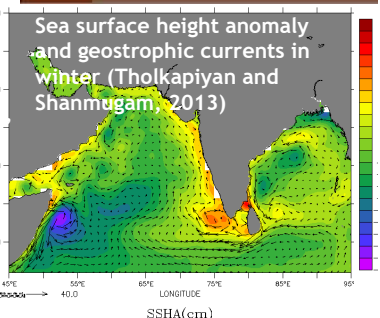 Sea surface height anomaly
and geostrophic currents in
winter (Tholkapiyan and
Shanmugam, 2013)
45°E 55°E 65°E 75°E 85°E 95°
40.0 LONGITUDE
SSHA(cm)